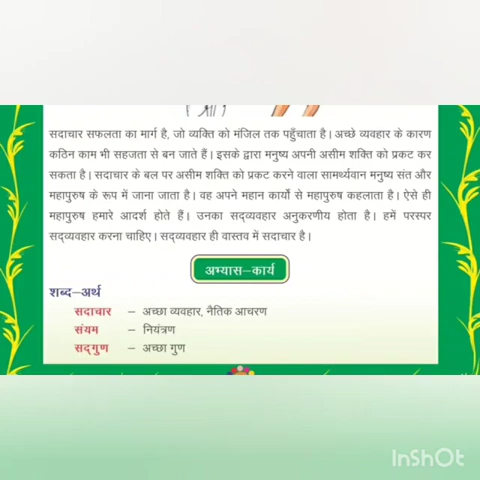 सदाचार सफलता का मार्ग है, जो व्यक्ति को मंजिल तक पहुँचाता है। अच्छे व्यवहार के कारण
कठिन काम भी सहजता से बन जाते हैं। इसके द्वारा मनुष्य अपनी असीम शक्ति को प्रकट कर
सकता है। सदाचार के बल पर असीम शक्ति को प्रकट करने वाला सामर्थ्यवान मनुष्य संत और
महापुरुष के रूप में जाना जाता है। वह अपने महान कार्यो से महापुरुष कहलाता है। ऐसे ही
महापुरुष हमारे आदर्श होते हैं। उनका सद्व्यवहार अनुकरणीय होता है। हमें परस्पर
सद्व्यवहार करना चाहिए। सद्व्यवहार ही वास्तव में सदाचार है।
अभ्यास-कार्य
शब्द-अर्थ
सदाचार – अच्छा व्यवहार, नैतिक आचरण
संयम – नियंत्रण
सद्‌गुण – अच्छा गुण
InShOt